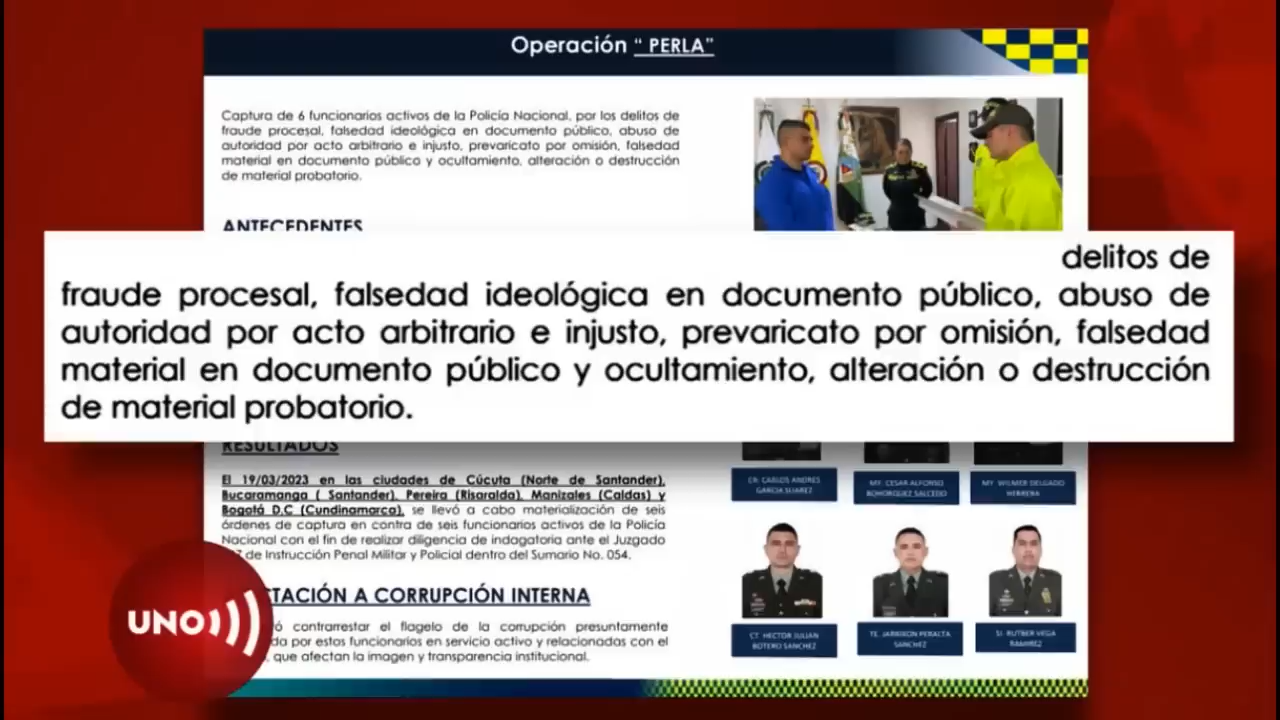 Operación “ PERLA”
Captura de 6 funcionarios activos de la Policía Nacional, por los delitos de
fraude procesal, falsedad ideológica en documento público, abuso de
autoridad por acto arbitrario e injusto, prevaricato por omisión, falsedad
material en documento público y ocultamiento, alteración o destrucción
de material probatorio.
ANTECEDENTES
delitos de
fraude procesal, falsedad ideológica en documento público, abuso de
autoridad por acto arbitrario e injusto, prevaricato por omisión, falsedad
material en documento público y ocultamiento, alteración o destrucción
de material probatorio.
RESULTADOS
El 19/03/2023 en las ciudades de Cúcuta (Norte de Santander),
Bucaramanga ( Santander), Pereira (Risaralda), Manizales (Caldas) y
Bogotá D.C (Cundinamarca), se llevó a cabo materialización de seis
órdenes de captura en contra de seis funcionarios activos de la Policía
Nacional con el fin de realizar diligencia de indagatoria ante el Juzgado
de Instrucción Penal Militar y Policial dentro del Sumario No. 054.
CTACIÓN A CORRUPCIÓN INTERNA
contrarrestar el flagelo de la corrupción presuntamente
por estos funcionarios en servicio activo y relacionadas con el
que afectan la imagen y transparencia institucional.
CR. CARLOS ANDRES
GARCIA SUAREZ
MY. CESAR ALFONSO
BOHORQUEZ SALCEDO
MY. WILMER DELGADO
HERRERA
CT. HECTOR JULIAN
BOTERO SANCHEZ
TE. JARRIXON PERALTA
SANCHEZ
SI. RUTBER VEGA
RAMIREZ
UNO